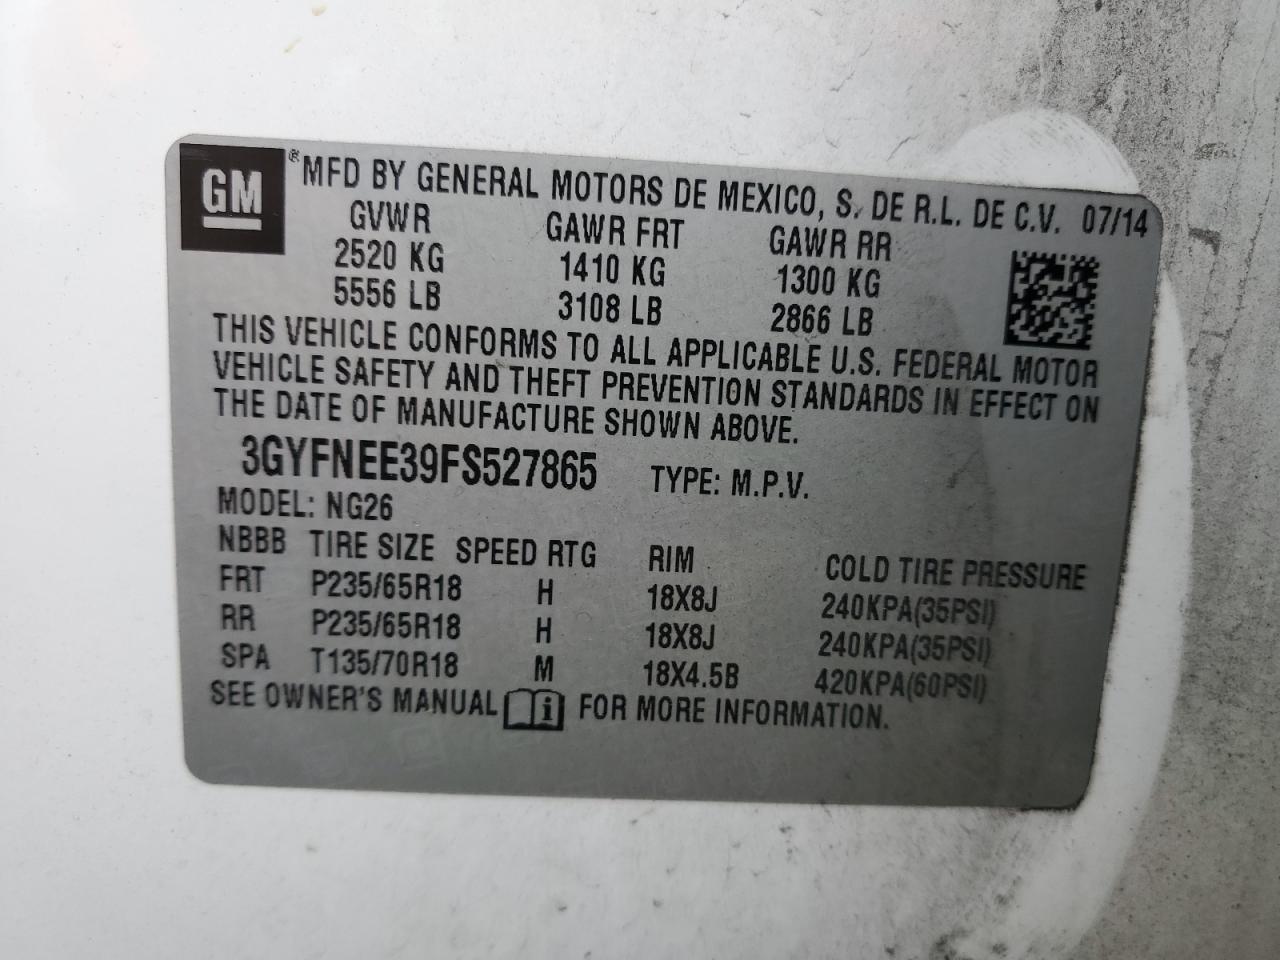 GM ® MFD BY GENERAL MOTORS DE MEXICO, S. DE R.L. DE C.V. 07/14
GVWR GAWR FRT GAWR RR
2520 KG 1410 KG 1300 KG
5556 LB 3108 LB 2866 LB
THIS VEHICLE CONFORMS TO ALL APPLICABLE U.S. FEDERAL MOTOR
VEHICLE SAFETY AND THEFT PREVENTION STANDARDS IN EFFECT ON
THE DATE OF MANUFACTURE SHOWN ABOVE.
3GYFNEE39FS527865 TYPE: M.P.V.
MODEL: NG26
NBBB TIRE SIZE SPEED RTG RIM COLD TIRE PRESSURE
FRT P235/65R18 H 18X8J 240KPA(35PSI)
RR P235/65R18 H 18X8J 240KPA(35PSI)
SPA T135/70R18 M 18X4.5B 420KPA(60PSI)
SEE OWNER'S MANUAL i FOR MORE INFORMATION.